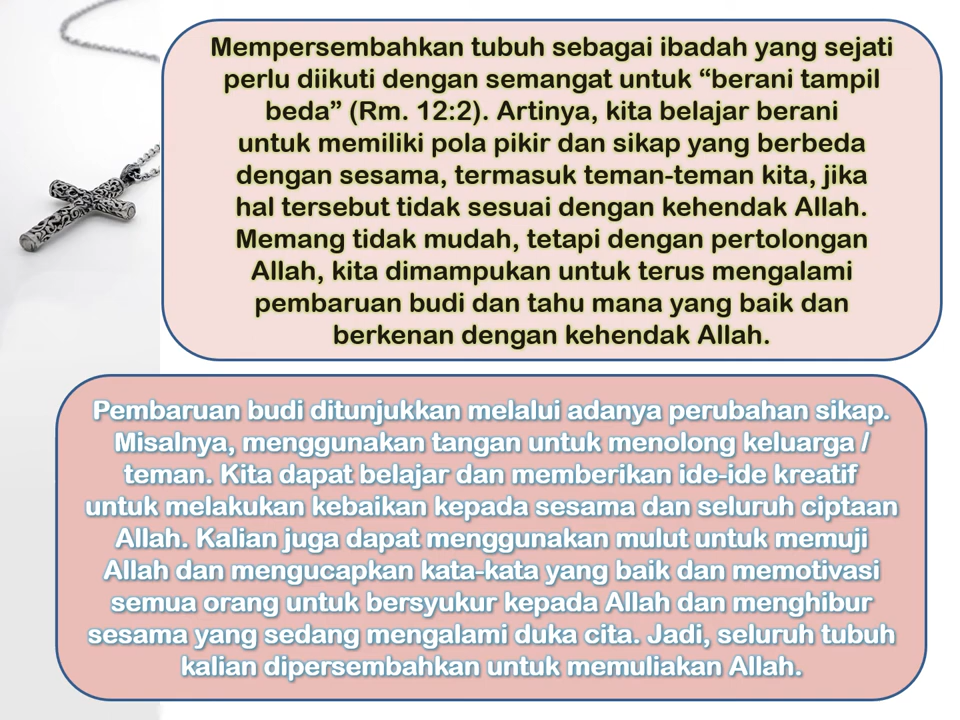 Mempersembahkan tubuh sebagai ibadah yang sejati
perlu diikuti dengan semangat untuk “berani tampil
beda” (Rm. 12:2). Artinya, kita belajar berani
untuk memiliki pola pikir dan sikap yang berbeda
dengan sesama, termasuk teman-teman kita, jika
hal tersebut tidak sesuai dengan kehendak Allah.
Memang tidak mudah, tetapi dengan pertolongan
Allah, kita dimampukan untuk terus mengalami
pembaruan budi dan tahu mana yang baik dan
berkenan dengan kehendak Allah.
Pembaruan budi ditunjukkan melalui adanya perubahan sikap.
Misalnya, menggunakan tangan untuk menolong keluarga /
teman. Kita dapat belajar dan memberikan ide-ide kreatif
untuk melakukan kebaikan kepada sesama dan seluruh ciptaan
Allah. Kalian juga dapat menggunakan mulut untuk memuji
Allah dan mengucapkan kata-kata yang baik dan memotivasi
semua orang untuk bersyukur kepada Allah dan menghibur
sesama yang sedang mengalami duka cita. Jadi, seluruh tubuh
kalian dipersembahkan untuk memuliakan Allah.